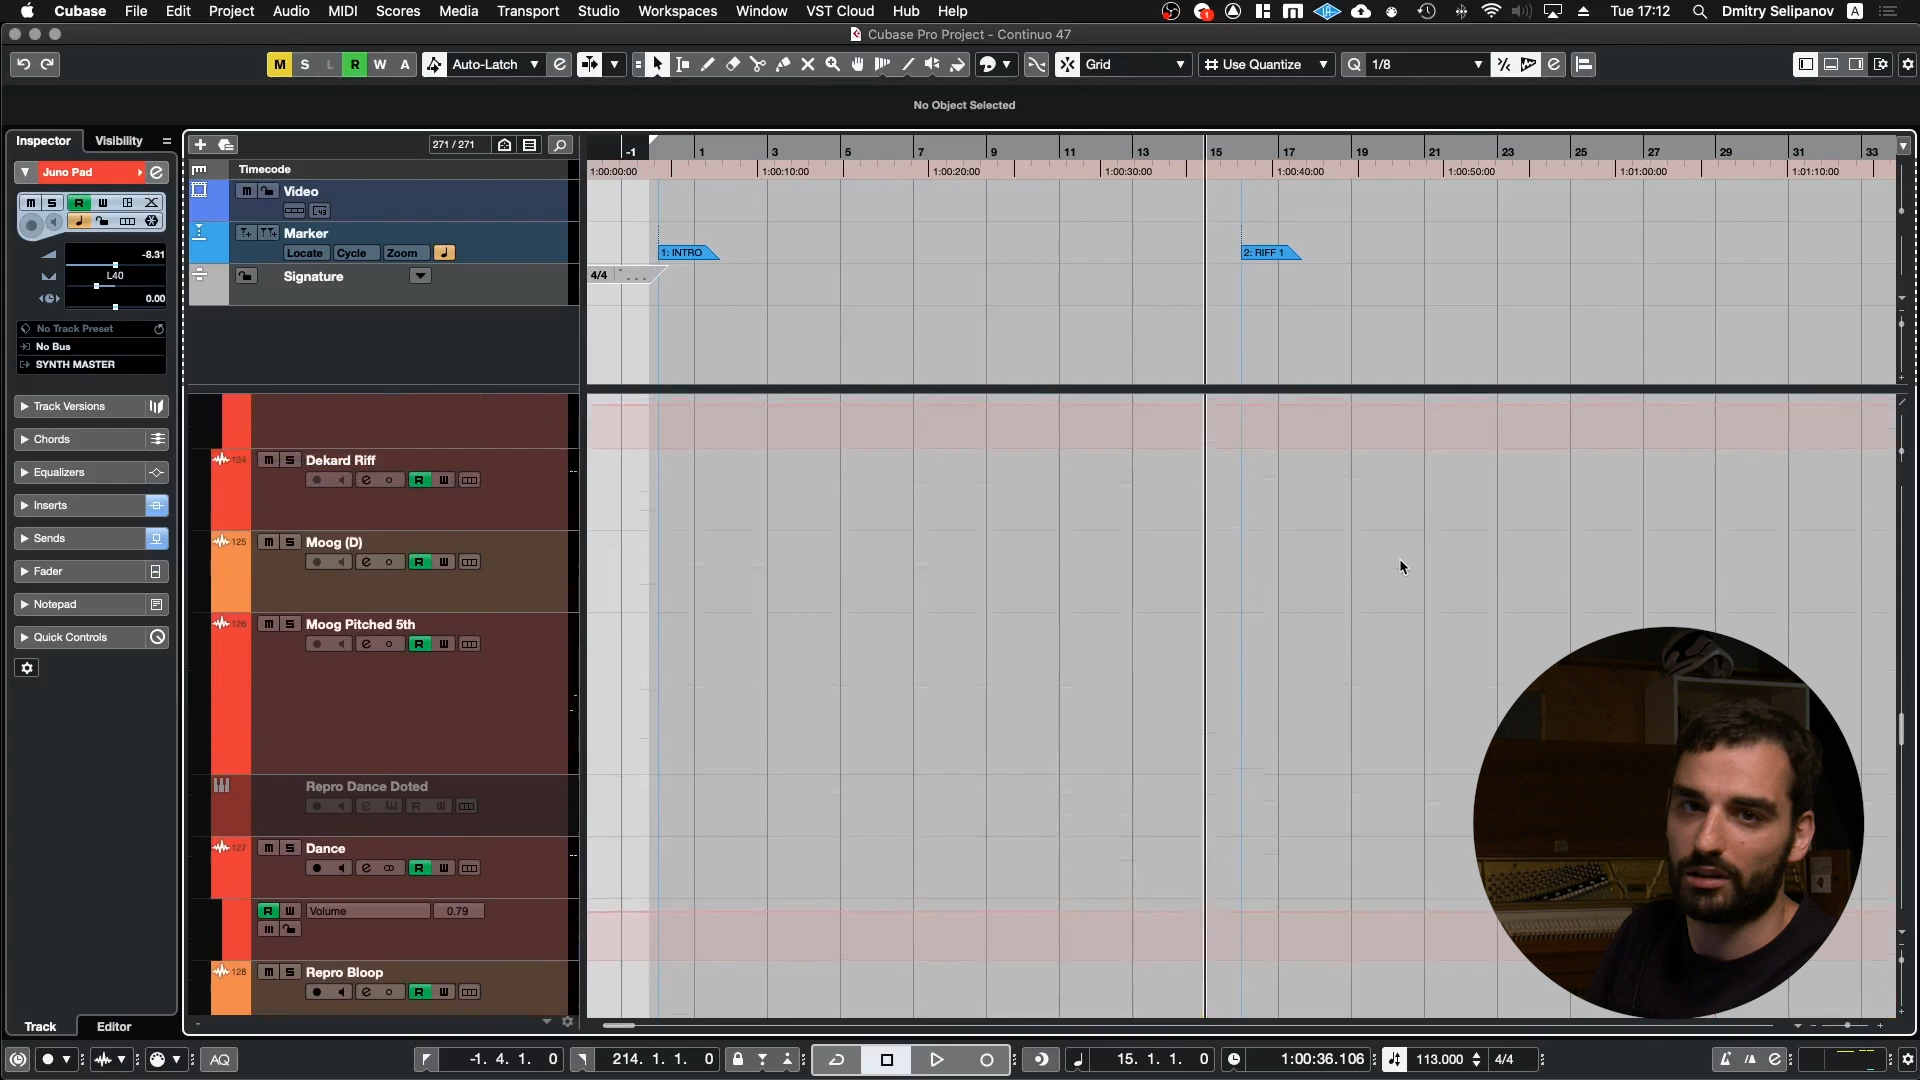 Cubase File Edit Project Audio MIDI Scores Media Transport Studio Workspaces Window VST Cloud Hub Help
1 Tue 17:12 Dmitry Selipanov A
Cubase Pro Project - Continuo 47
M S L R W A Auto-Latch Grid Use Quantize Q 1/8
No Object Selected
Inspector Visibility
271 / 271
-1 1 3 5 7 9 11 13 15 17 19 21 23 25 27 29 31 33
Juno Pad
Timecode
1:00:00:00 1:00:10:00 1:00:20:00 1:00:30:00 1:00:40:00 1:00:50:00 1:01:00:00 1:01:10:00
Video
Marker
Locate Cycle Zoom
1: INTRO
2: RIFF 1
-8.31
L40
0.00
Signature
4/4
No Track Preset
No Bus
SYNTH MASTER
Track Versions
Chords
Equalizers
Inserts
Sends
Fader
Notepad
Quick Controls
124 m S Dekard Riff
e R W
125 m S Moog (D)
e R W
126 m S Moog Pitched 5th
e R W
Repro Dance Doted
e R W
127 m S Dance
e R W
R W Volume 0.79
128 m S Repro Bloop
e R W
Track Editor
AQ -1. 4. 1. 0 214. 1. 1. 0 15. 1. 1. 0 1:00:36.106 113.000 4/4